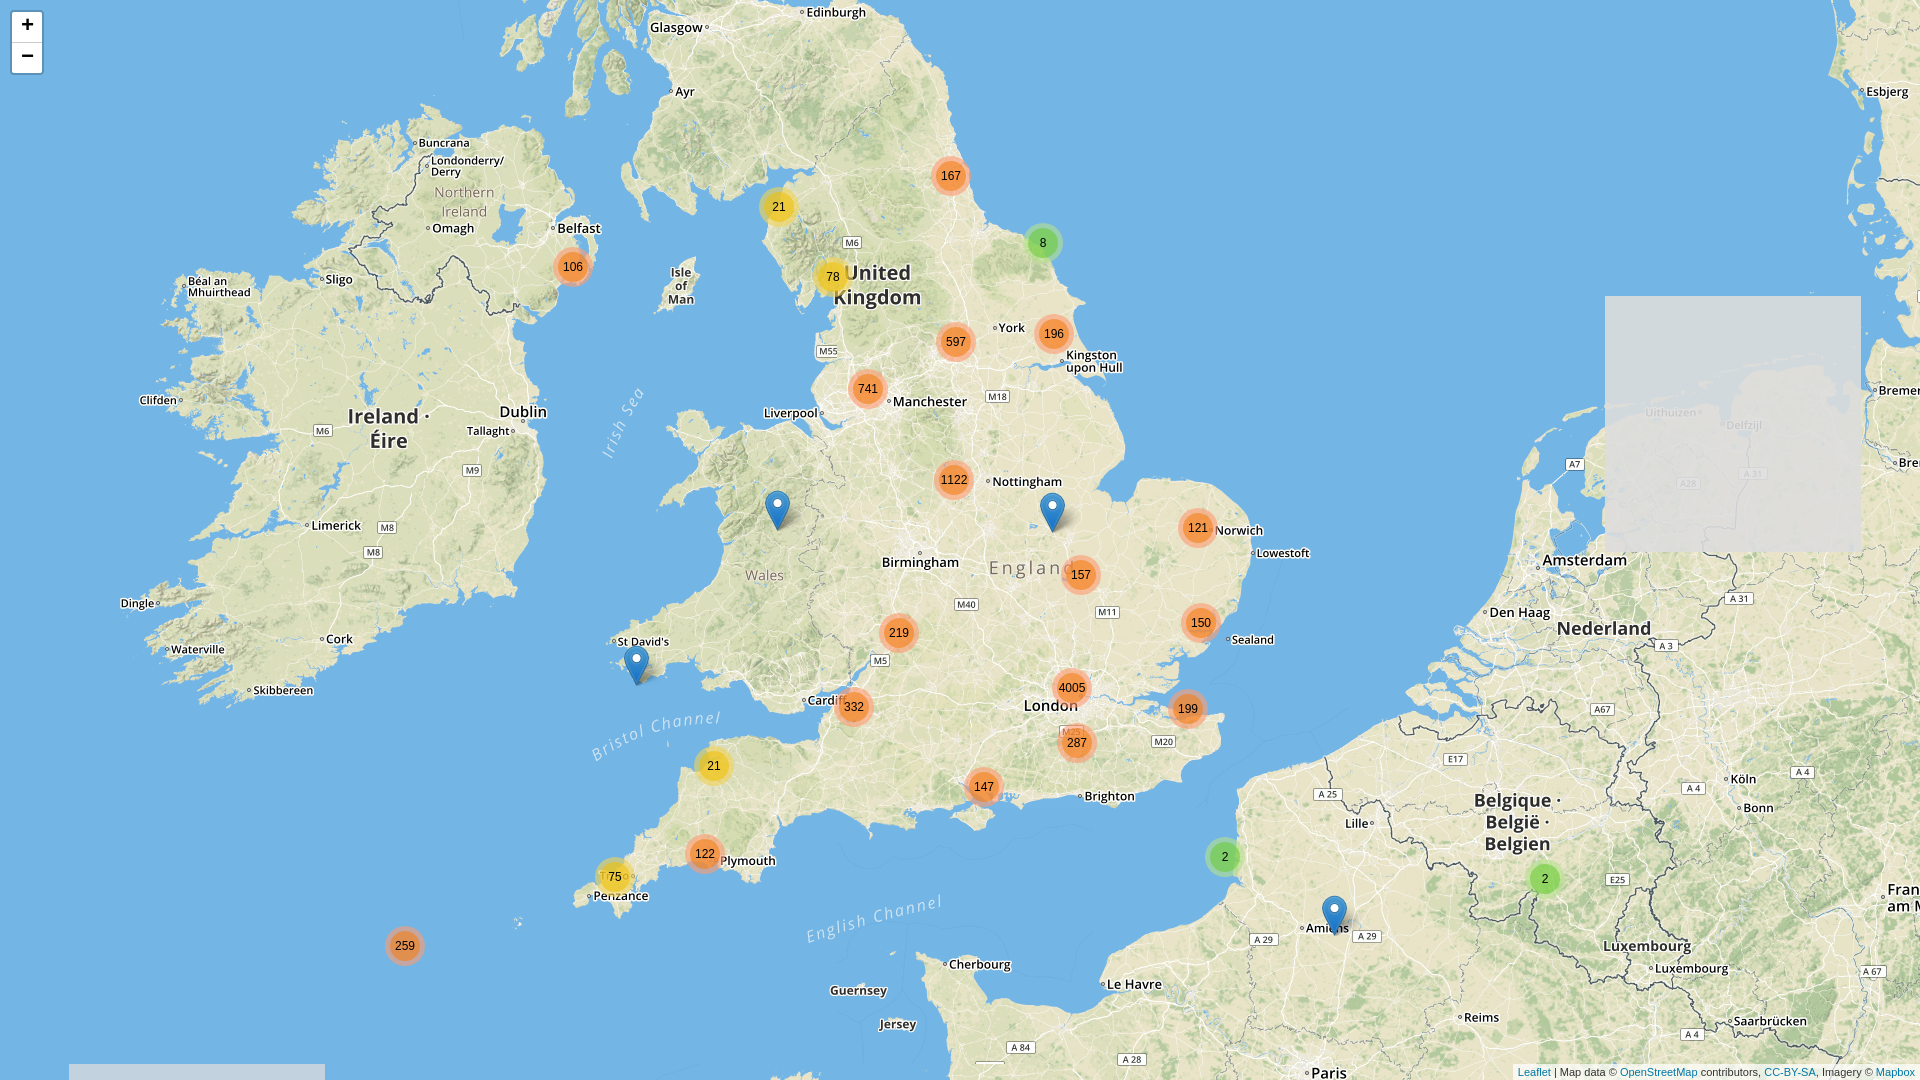 +
−
Edinburgh
Glasgow
Ayr
Esbjerg
Buncrana
Londonderry/
Derry
Northern
Ireland
Omagh
Belfast
167
21
M6
8
106
Béal an
Mhuirthead
Sligo
Isle
of
Man
78
United
Kingdom
York
196
597
M55
Kingston
upon Hull
741
Manchester
M18
Liverpool
Clifden
Ireland ·
Éire
Dublin
Tallaght
M6
M9
Irish Sea
Uithuizen
Delfzijl
A 31
A28
Bremer
Bre
A7
1122
Nottingham
121
Norwich
Lowestoft
Limerick
M8
M8
Birmingham
England
157
Wales
Amsterdam
Dingle
M40
M11
A 31
Den Haag
Nederland
150
219
Cork
Waterville
St David's
Sealand
M5
A 3
Skibbereen
4005
London
Cardiff
332
199
A67
Bristol Channel
M25
287
M20
E17
21
147
Brighton
A 25
Köln
A 4
A 4
Bonn
Belgique ·
België ·
Belgien
Lille
122
Plymouth
2
75
Penzance
2
E25
Fran
am M
English Channel
Amiens
A 29
A 29
259
Luxembourg
Luxembourg
A 67
Cherbourg
Le Havre
Guernsey
Jersey
Reims
Saarbrücken
A 4
A 84
A 28
Paris
Leaflet | Map data © OpenStreetMap contributors, CC-BY-SA, Imagery © Mapbox